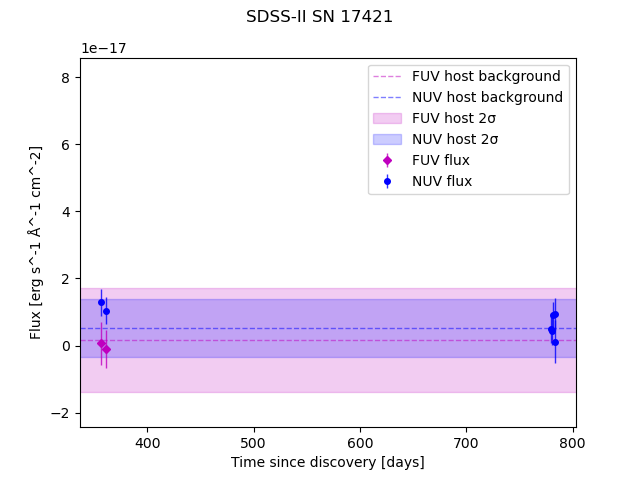 SDSS-II SN 17421
1e−17
FUV host background
NUV host background
FUV host 2σ
NUV host 2σ
FUV flux
NUV flux
Flux [erg s^-1 Å^-1 cm^-2]
8
6
4
2
0
−2
400
500
600
700
800
Time since discovery [days]